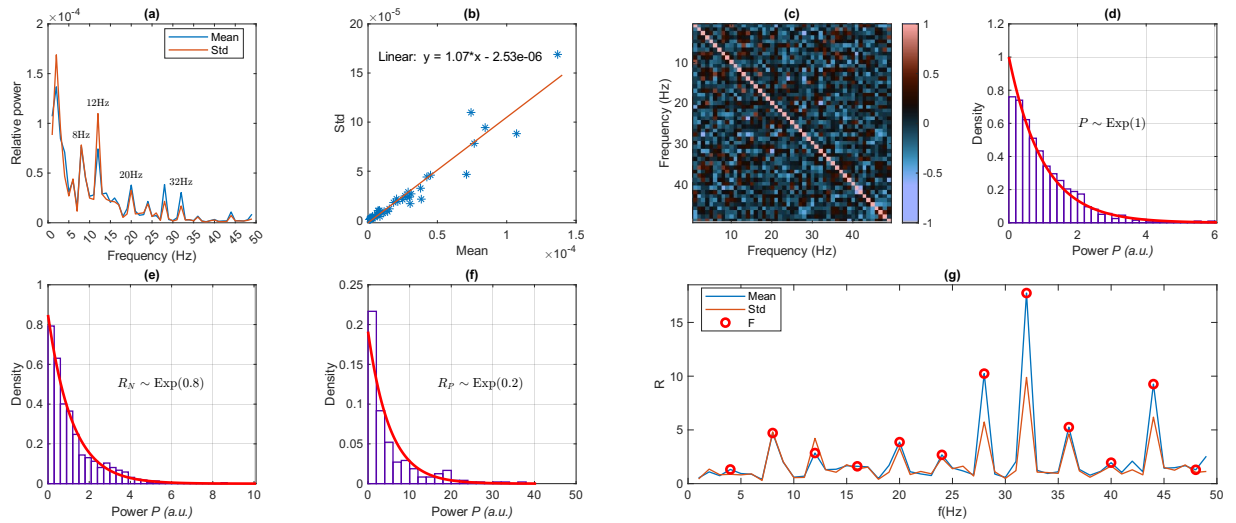 (a)
×10⁻⁴
2
1.5
1
0.5
0
Relative power
Mean
Std
8Hz
12Hz
20Hz
32Hz
0 5 10 15 20 25 30 35 40 45 50
Frequency (Hz)
(b)
×10⁻⁵
20
15
10
5
0
Std
Linear: y = 1.07*x - 2.53e-06
0 0.5 1 1.5
Mean
×10⁻⁴
(c)
10
20
30
40
Frequency (Hz)
10 20 30 40
Frequency (Hz)
1
0.5
0
-0.5
-1
(d)
1.2
1
0.8
0.6
0.4
0.2
0
Density
P ∼ Exp(1)
0 2 4 6
Power P (a.u.)
(e)
1
0.8
0.6
0.4
0.2
0
Density
R_N ∼ Exp(0.8)
0 2 4 6 8 10
Power P (a.u.)
(f)
0.25
0.2
0.15
0.1
0.05
0
Density
R_P ∼ Exp(0.2)
0 10 20 30 40 50
Power P (a.u.)
(g)
Mean
Std
F
15
10
5
0
R
0 5 10 15 20 25 30 35 40 45 50
f(Hz)